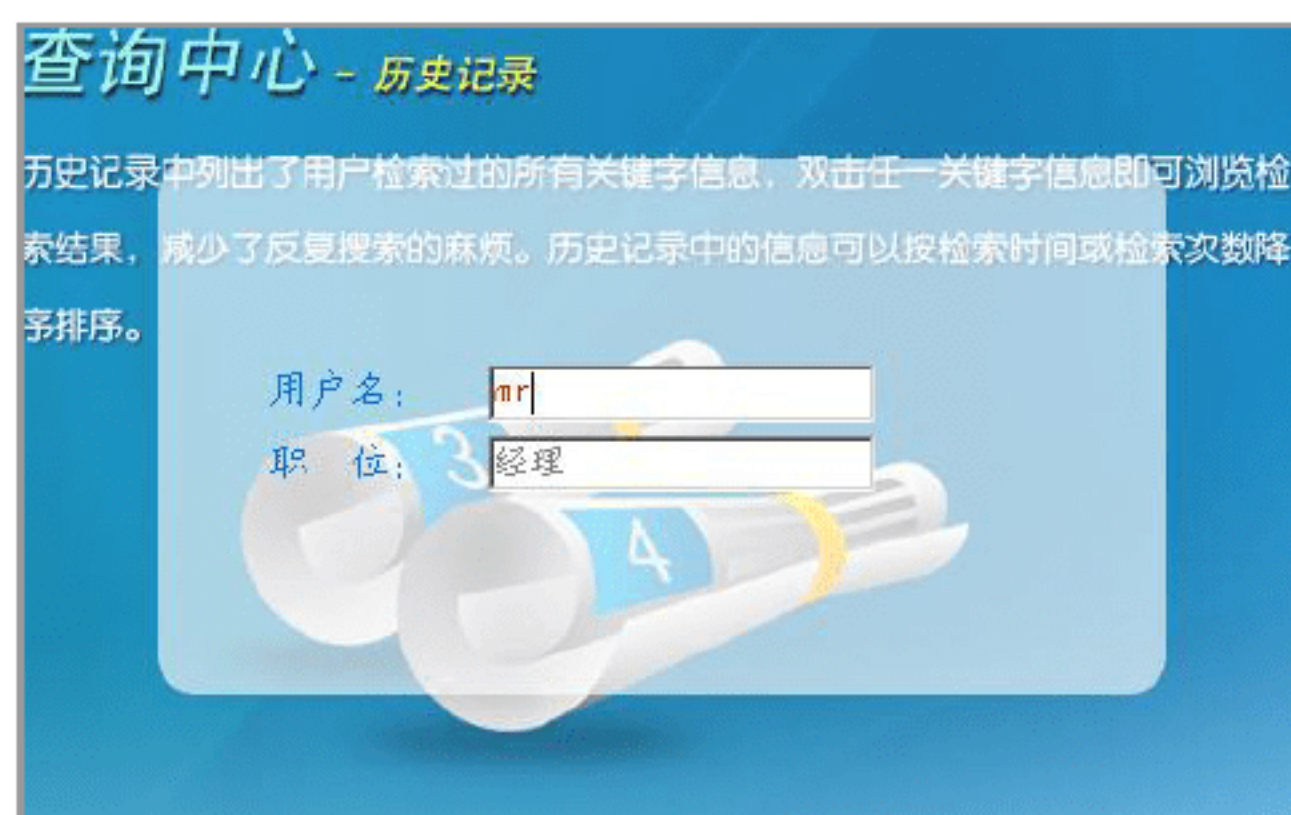 查询中心 - 历史记录
历史记录中列出了用户检索过的所有关键字信息，双击任一关键字信息即可浏览检
索结果，减少了反复搜索的麻烦。历史记录中的信息可以按检索时间或检索次数降
序排序。
用户名： mr
职 位： 经理
3
4